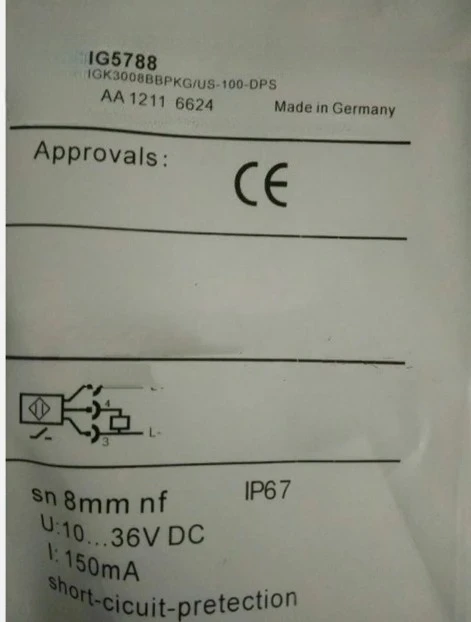 IG5788
IGK3008BBPKG/US-100-DPS
AA 1211 6624
Made in Germany
Approvals:
CE
4
L-
3
sn 8mm nf
IP67
U:10...36V DC
I: 150mA
short-cicuit-pretection